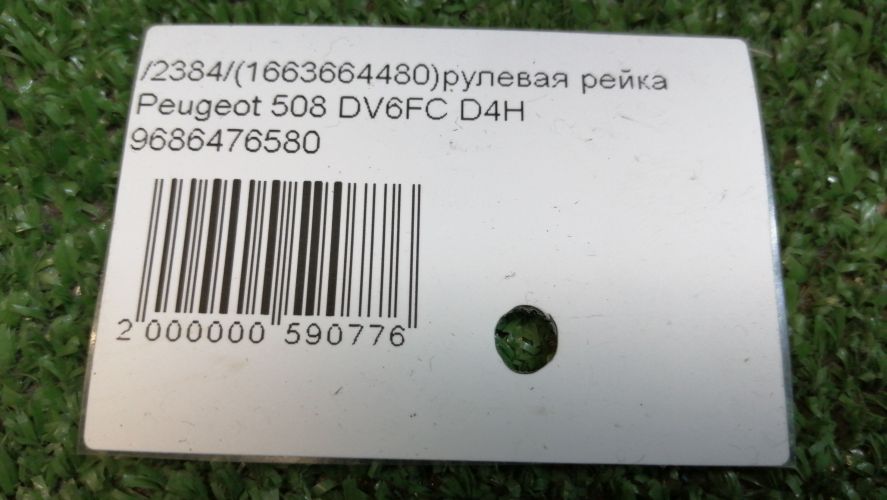 /2384/(1663664480)рулевая рейка
Peugeot 508 DV6FC D4H
9686476580
2 000000 590776